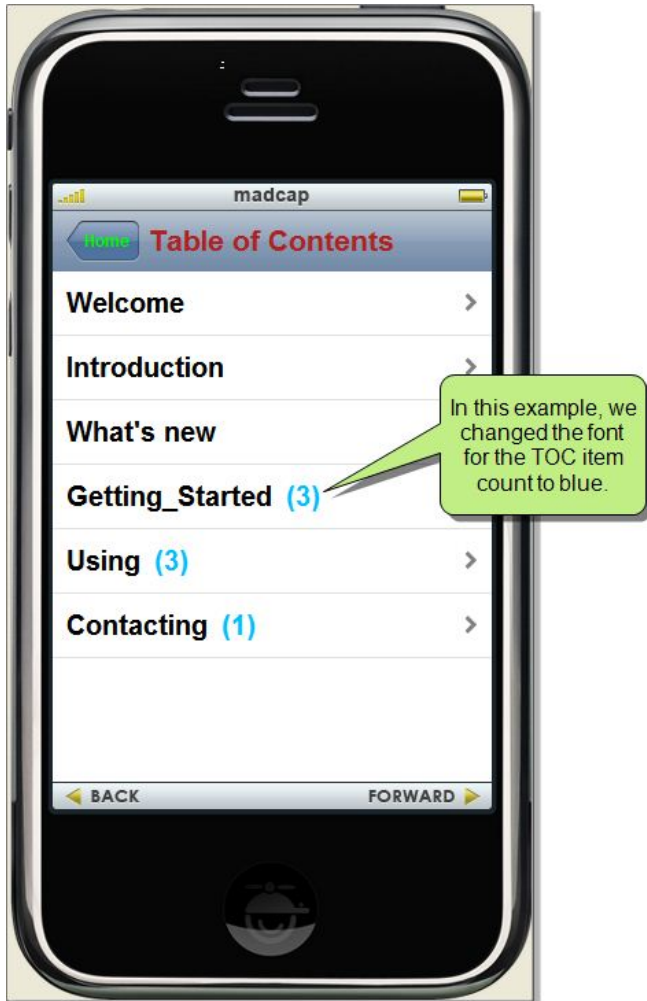 madcap
Home Table of Contents
Welcome
Introduction
What's new
Getting_Started (3)
Using (3)
Contacting (1)
In this example, we
changed the font
for the TOC item
count to blue.
BACK FORWARD